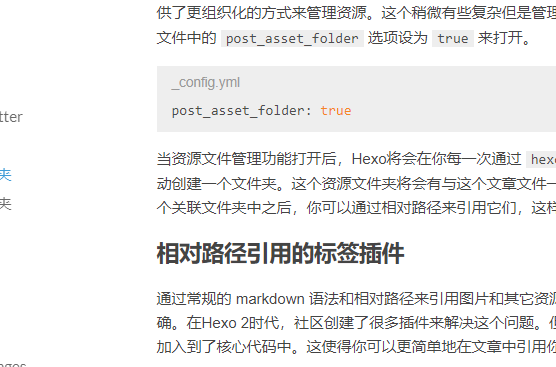 供了更组织化的方式来管理资源。这个稍微有些复杂但是管理
文件中的 post_asset_folder 选项设为 true 来打开。
_config.yml
tter
post_asset_folder: true
当资源文件管理功能打开后，Hexo将会在你每一次通过 hexo
夹
动创建一个文件夹。这个资源文件夹将会有与这个文章文件一
夹
个关联文件夹中之后，你可以通过相对路径来引用它们，这样
相对路径引用的标签插件
通过常规的 markdown 语法和相对路径来引用图片和其它资源
确。在Hexo 2时代，社区创建了很多插件来解决这个问题。但
加入到了核心代码中。这使得你可以更简单地在文章中引用你